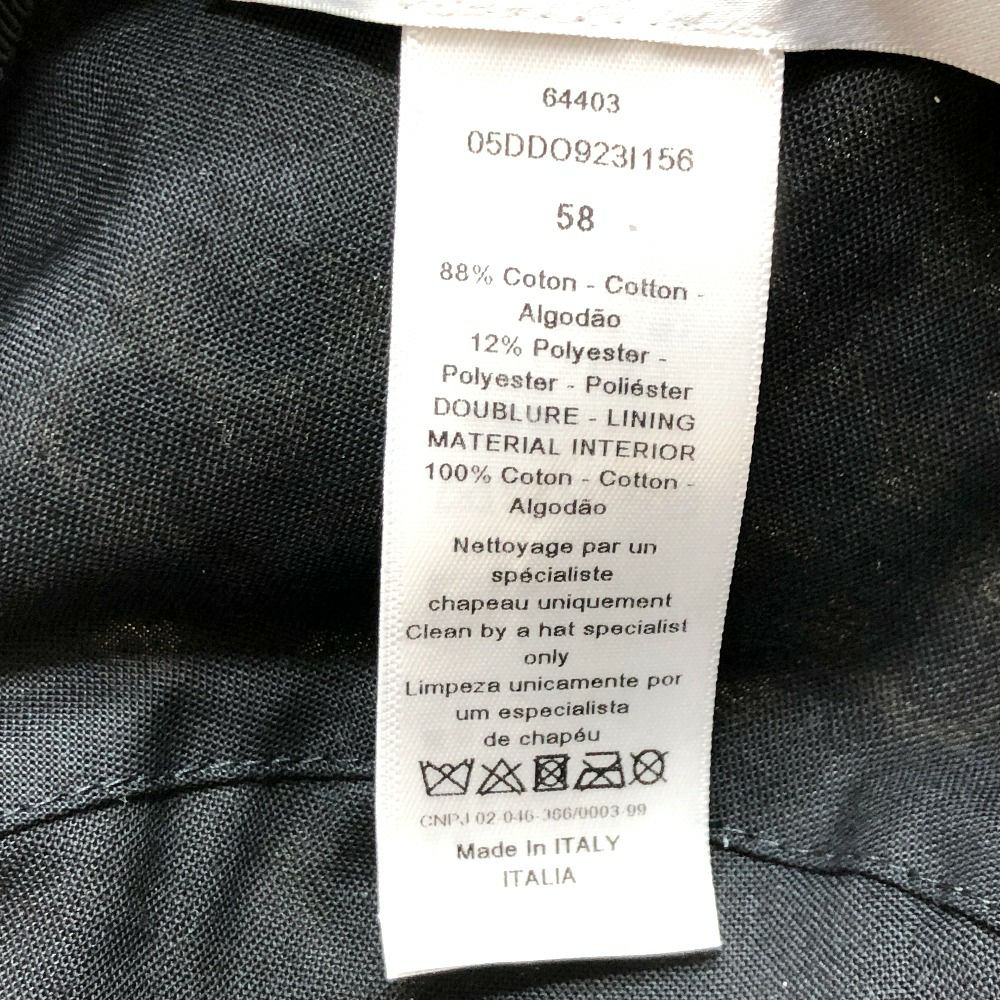 64403
05DDO923I156
58
88% Coton - Cotton -
Algodão
12% Polyester -
Polyester - Poliéster
DOUBLURE - LINING
MATERIAL INTERIOR
100% Coton - Cotton -
Algodão
Nettoyage par un
spécialiste
chapeau uniquement
Clean by a hat specialist
only
Limpeza unicamente por
um especialista
de chapéu
CNPJ 02-046-366/0003-99
Made In ITALY
ITALIA